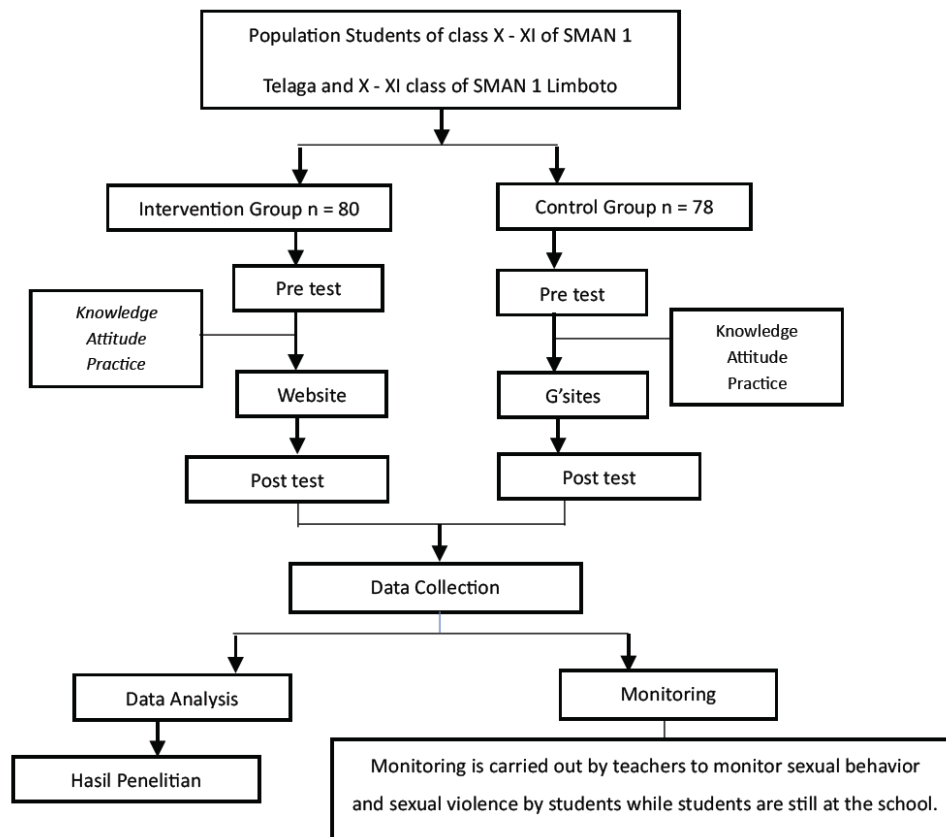 Population Students of class X - XI of SMAN 1
Telaga and X - XI class of SMAN 1 Limboto
Intervention Group n = 80
Control Group n = 78
Pre test
Pre test
Knowledge
Attitude
Practice
Knowledge
Attitude
Practice
Website
G'sites
Post test
Post test
Data Collection
Data Analysis
Monitoring
Hasil Penelitian
Monitoring is carried out by teachers to monitor sexual behavior
and sexual violence by students while students are still at the school.